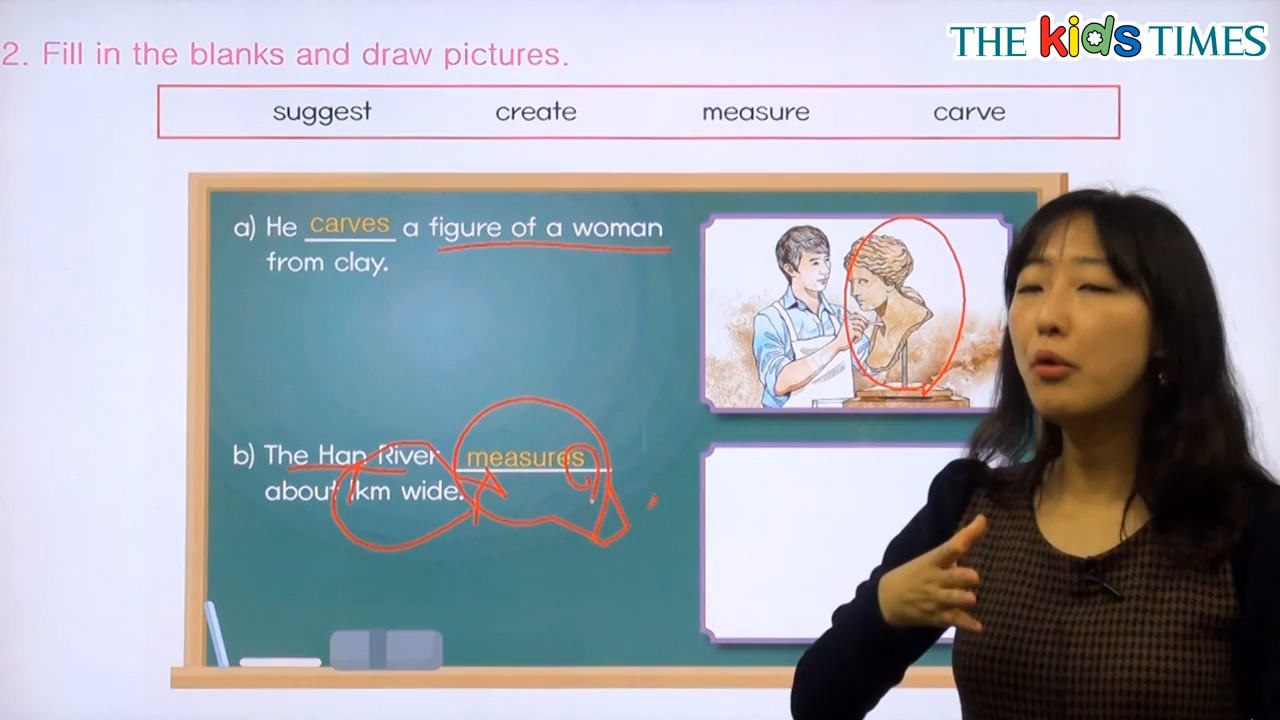 THE kids TIMES
2. Fill in the blanks and draw pictures.
suggest create measure carve
a) He carves a figure of a woman
from clay.
b) The Han River measures
about 1km wide.